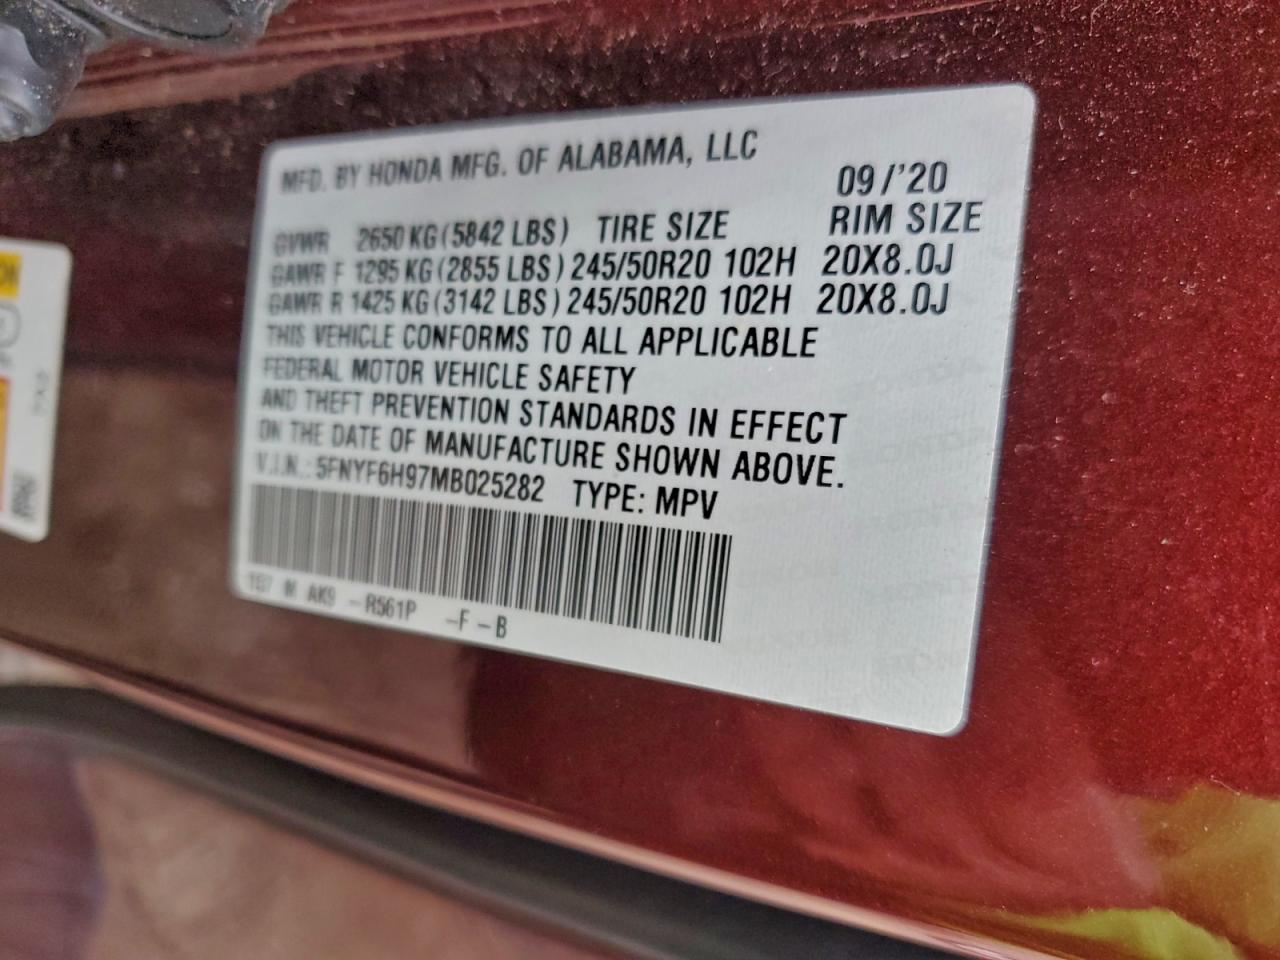 MFD. BY HONDA MFG. OF ALABAMA, LLC 09/'20
GVWR 2650 KG (5842 LBS) TIRE SIZE RIM SIZE
GAWR F 1295 KG (2855 LBS) 245/50R20 102H 20X8.0J
GAWR R 1425 KG (3142 LBS) 245/50R20 102H 20X8.0J
THIS VEHICLE CONFORMS TO ALL APPLICABLE
FEDERAL MOTOR VEHICLE SAFETY
AND THEFT PREVENTION STANDARDS IN EFFECT
ON THE DATE OF MANUFACTURE SHOWN ABOVE.
V.I.N.: 5FNYF6H97MB025282 TYPE: MPV
M AK9 -R561P -F -B